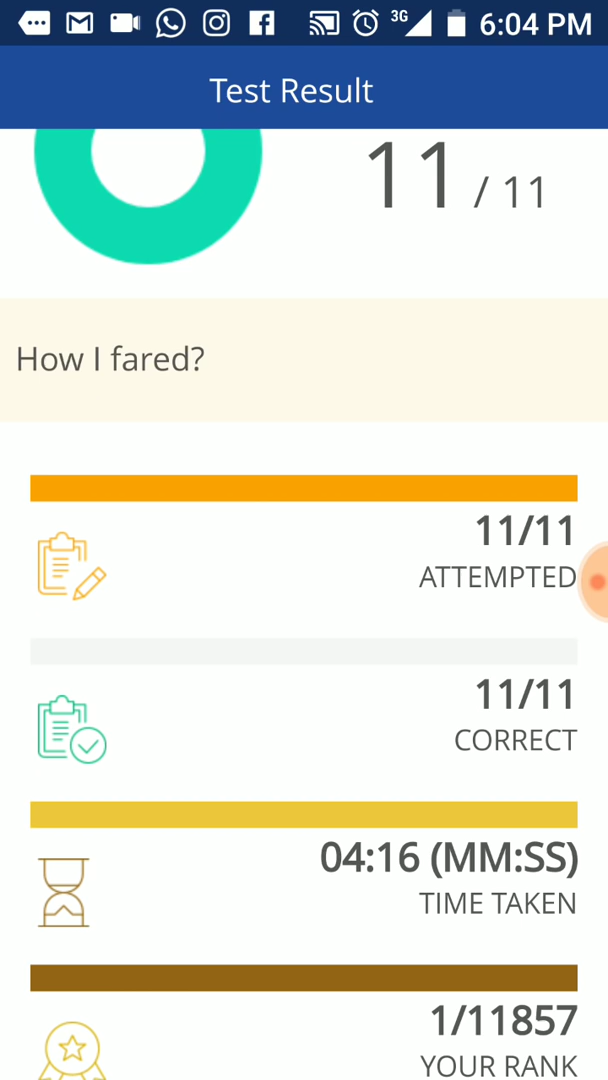 3G 6:04 PM
Test Result
11 / 11
How I fared?
11/11
ATTEMPTED
11/11
CORRECT
04:16 (MM:SS)
TIME TAKEN
1/11857
YOUR RANK